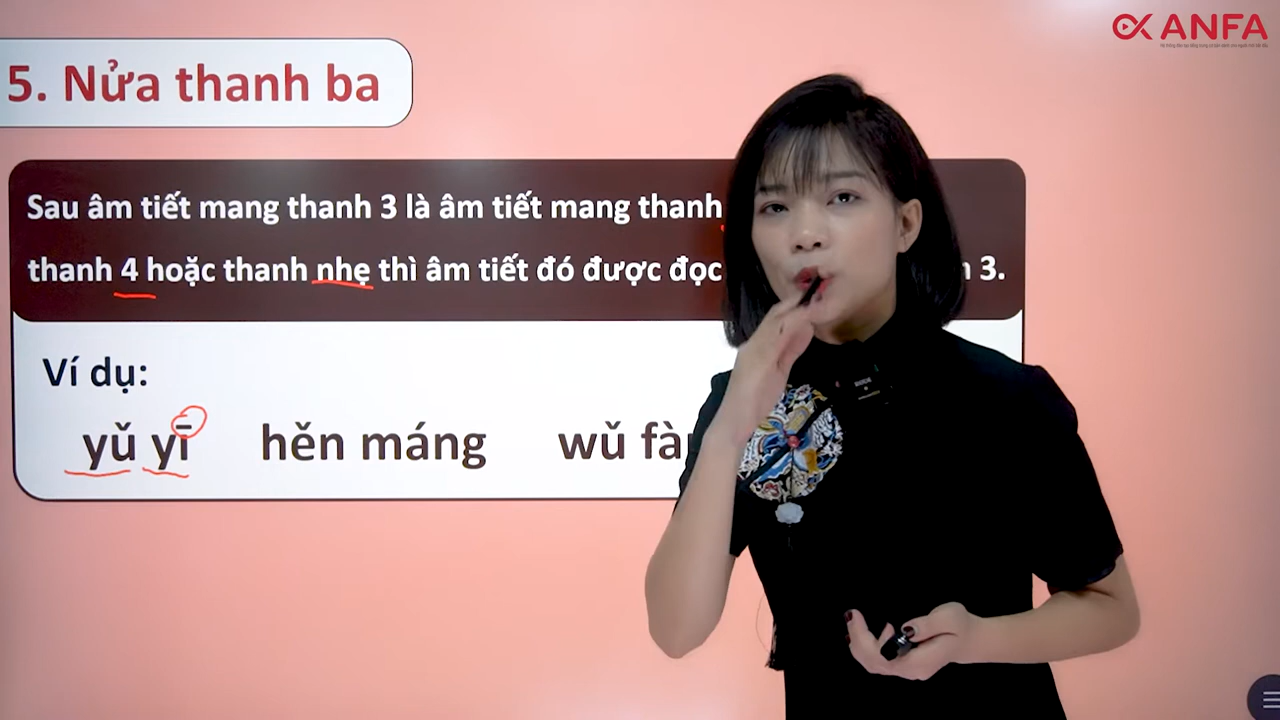 ANFA
5. Nửa thanh ba
Sau âm tiết mang thanh 3 là âm tiết mang thanh
thanh 4 hoặc thanh nhẹ thì âm tiết đó được đọc 3.
Ví dụ:
yǔ yī hěn máng wǔ